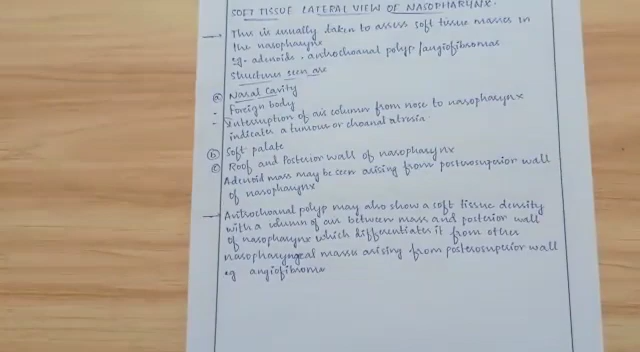 SOFT TISSUE LATERAL VIEW OF NASOPHARYNX.
→ This is usually taken to assess soft tissue masses in
the nasopharynx
eg- adenoids, antrochoanal polyp /angiofibromas
Structures seen are
ⓐ Nasal Cavity
- Foreign body
- Interruption of air column from nose to nasopharynx
indicates a tumour or choanal atresia.
ⓑ Soft palate
ⓒ Roof and Posterior wall of nasopharynx
Adenoid mass may be seen arising from posterosuperior wall
of nasopharynx
→ Antrochoanal polyp may also show a soft tissue density
with a column of air between mass and posterior wall
of nasopharynx which differentiates it from other
nasopharyngeal masses arising from posterosuperior wall
eg angiofibroma